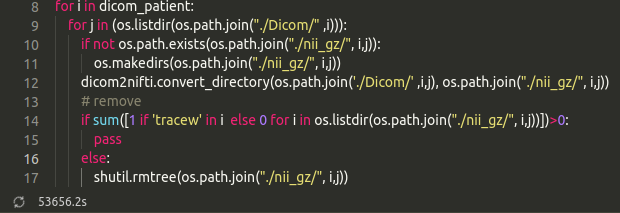 8 for i in dicom_patient:
9 for j in (os.listdir(os.path.join("./Dicom/" ,i))):
10 if not os.path.exists(os.path.join("./nii_gz/", i,j)):
11 os.makedirs(os.path.join("./nii_gz/", i,j))
12 dicom2nifti.convert_directory(os.path.join('./Dicom/' ,i,j), os.path.join("./nii_gz/", i,j))
13 # remove
14 if sum([1 if 'tracew' in i else 0 for i in os.listdir(os.path.join("./nii_gz/", i,j))])>0:
15 pass
16 else:
17 shutil.rmtree(os.path.join("./nii_gz/", i,j))
53656.2s